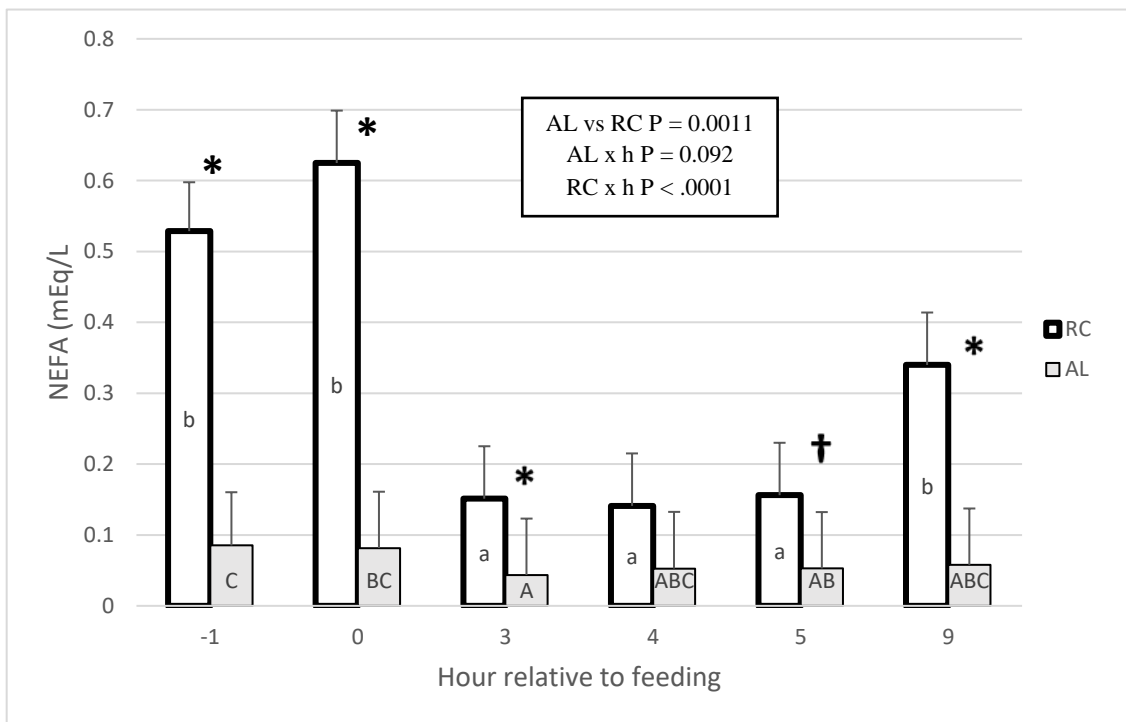 0.8
0.7
0.6
0.5
0.4
0.3
0.2
0.1
0
NEFA (mEq/L
AL vs RC P = 0.0011
AL x h P = 0.092
RC x h P < .0001
*
*
*
†
*
b
b
a
a
a
b
C
BC
A
ABC
AB
ABC
RC
AL
-1 0 3 4 5 9
Hour relative to feeding